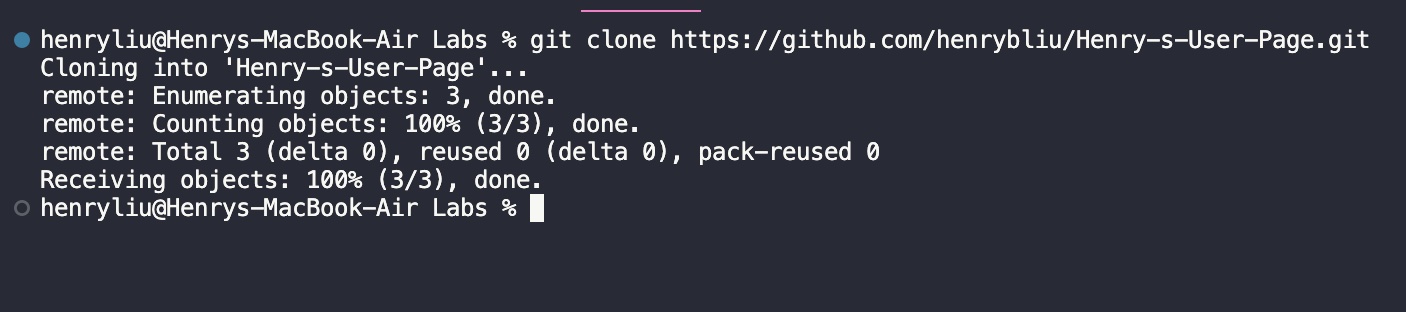 henryliu@Henrys-MacBook-Air Labs % git clone https://github.com/henrybliu/Henry-s-User-Page.git
Cloning into 'Henry-s-User-Page'...
remote: Enumerating objects: 3, done.
remote: Counting objects: 100% (3/3), done.
remote: Total 3 (delta 0), reused 0 (delta 0), pack-reused 0
Receiving objects: 100% (3/3), done.
henryliu@Henrys-MacBook-Air Labs %